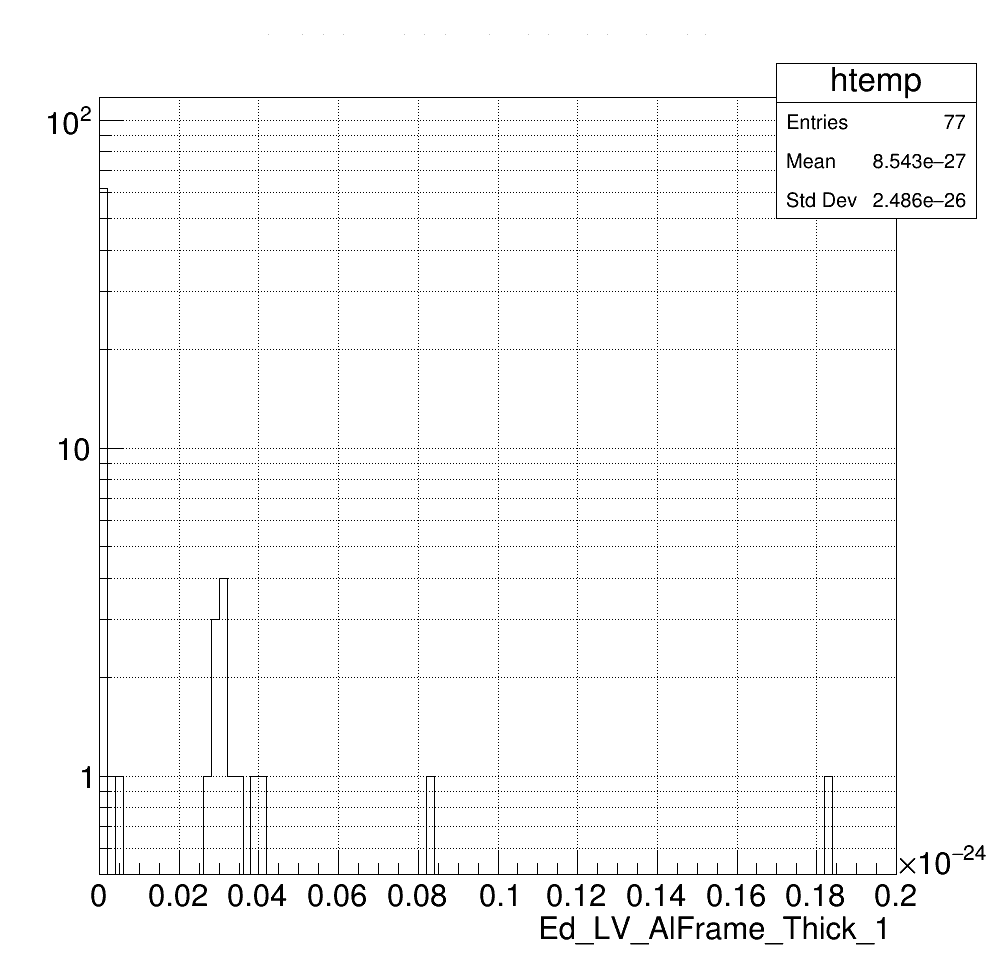 htemp
Entries 77
Mean 8.543e−27
Std Dev 2.486e−26
10²
10
1
0 0.02 0.04 0.06 0.08 0.1 0.12 0.14 0.16 0.18 0.2
×10⁻²⁴
Ed_LV_AlFrame_Thick_1